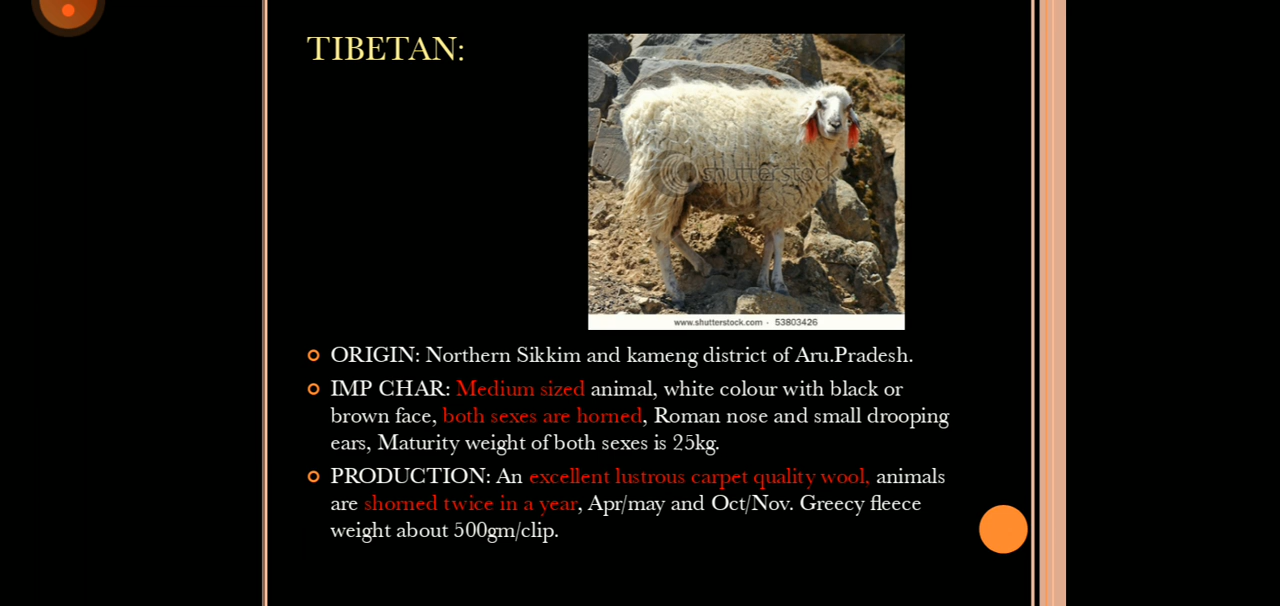 TIBETAN:
shutterstock
www.shutterstock.com · 53803426
ORIGIN: Northern Sikkim and kameng district of Aru.Pradesh.
IMP CHAR: Medium sized animal, white colour with black or
brown face, both sexes are horned, Roman nose and small drooping
ears, Maturity weight of both sexes is 25kg.
PRODUCTION: An excellent lustrous carpet quality wool, animals
are shorned twice in a year, Apr/may and Oct/Nov. Greecy fleece
weight about 500gm/clip.